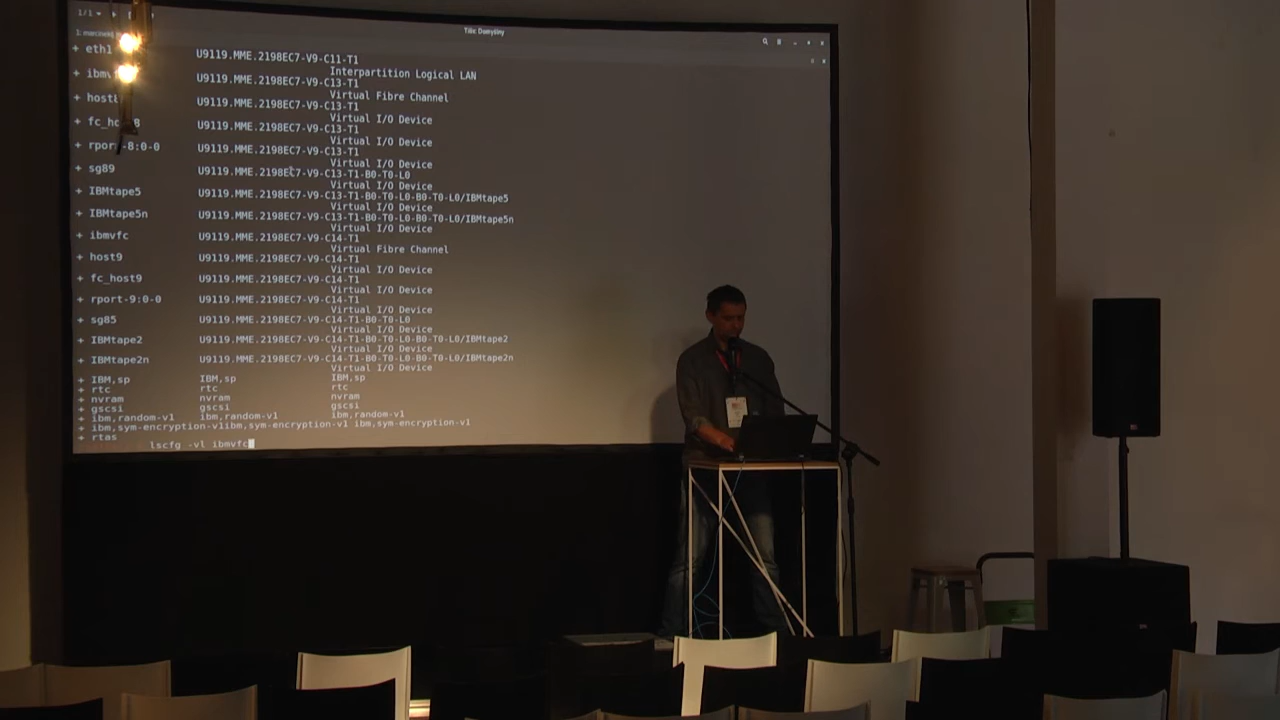 1/1
Tilix: Domyślny
+ eth1 U9119.MME.2198EC7-V9-C11-T1
Interpartition Logical LAN
U9119.MME.2198EC7-V9-C13-T1
Virtual Fibre Channel
U9119.MME.2198EC7-V9-C13-T1
Virtual I/O Device
U9119.MME.2198EC7-V9-C13-T1
Virtual I/O Device
+ rport-8:0-0 U9119.MME.2198EC7-V9-C13-T1
Virtual I/O Device
+ sg89 U9119.MME.2198EC7-V9-C13-T1-B0-T0-L0
Virtual I/O Device
+ IBMtape5 U9119.MME.2198EC7-V9-C13-T1-B0-T0-L0-B0-T0-L0/IBMtape5
Virtual I/O Device
+ IBMtape5n U9119.MME.2198EC7-V9-C13-T1-B0-T0-L0-B0-T0-L0/IBMtape5n
Virtual I/O Device
+ ibmvfc U9119.MME.2198EC7-V9-C14-T1
Virtual Fibre Channel
+ host9 U9119.MME.2198EC7-V9-C14-T1
Virtual I/O Device
+ fc_host9 U9119.MME.2198EC7-V9-C14-T1
Virtual I/O Device
+ rport-9:0-0 U9119.MME.2198EC7-V9-C14-T1
Virtual I/O Device
+ sg85 U9119.MME.2198EC7-V9-C14-T1-B0-T0-L0
Virtual I/O Device
+ IBMtape2 U9119.MME.2198EC7-V9-C14-T1-B0-T0-L0-B0-T0-L0/IBMtape2
Virtual I/O Device
+ IBMtape2n U9119.MME.2198EC7-V9-C14-T1-B0-T0-L0-B0-T0-L0/IBMtape2n
Virtual I/O Device
+ IBM,sp IBM,sp IBM,sp
+ rtc rtc rtc
+ nvram nvram nvram
+ gscsi gscsi gscsi
+ ibm,random-v1 ibm,random-v1 ibm,random-v1
+ ibm,sym-encryption-v1ibm,sym-encryption-v1 ibm,sym-encryption-v1
+ rtas
lscfg -vl ibmvfc